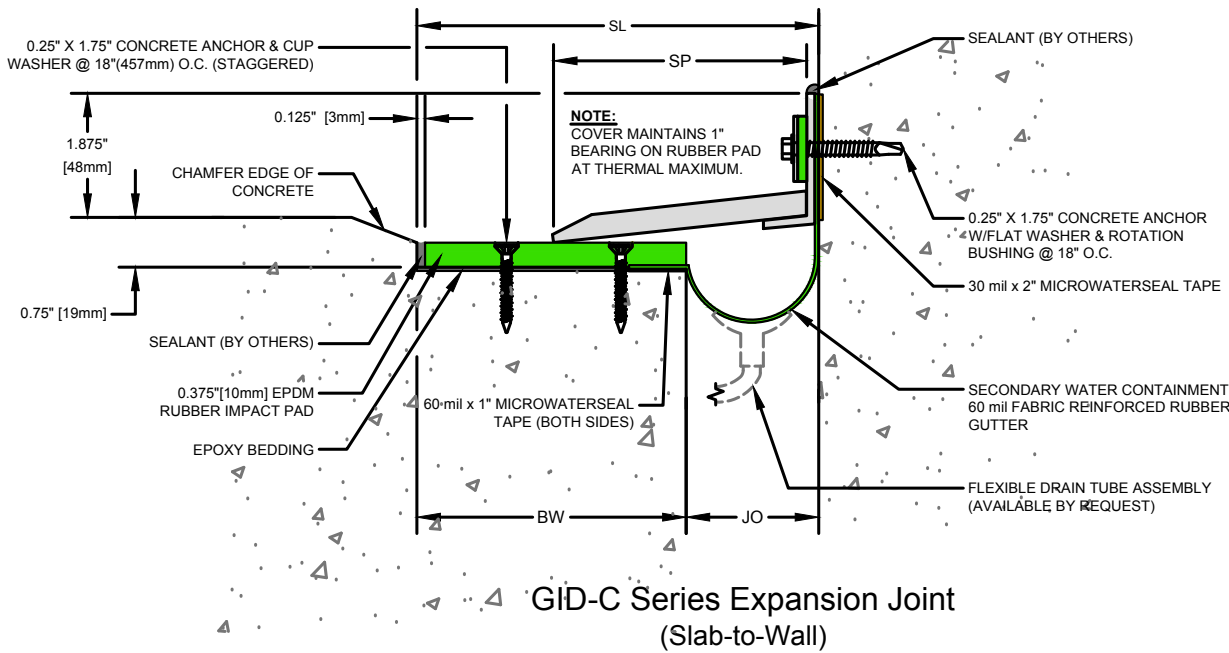 SL
0.25" X 1.75" CONCRETE ANCHOR & CUP
WASHER @ 18"(457mm) O.C. (STAGGERED)
SEALANT (BY OTHERS)
SP
0.125" [3mm]
NOTE:
COVER MAINTAINS 1"
BEARING ON RUBBER PAD
AT THERMAL MAXIMUM.
1.875"
[48mm]
CHAMFER EDGE OF
CONCRETE
0.25" X 1.75" CONCRETE ANCHOR
W/FLAT WASHER & ROTATION
BUSHING @ 18" O.C.
30 mil x 2" MICROWATERSEAL TAPE
0.75" [19mm]
SEALANT (BY OTHERS)
0.375"[10mm] EPDM
RUBBER IMPACT PAD
60 mil x 1" MICROWATERSEAL
TAPE (BOTH SIDES)
SECONDARY WATER CONTAINMENT
60 mil FABRIC REINFORCED RUBBER
GUTTER
EPOXY BEDDING
FLEXIBLE DRAIN TUBE ASSEMBLY
(AVAILABLE BY REQUEST)
BW
JO
GID-C Series Expansion Joint
(Slab-to-Wall)